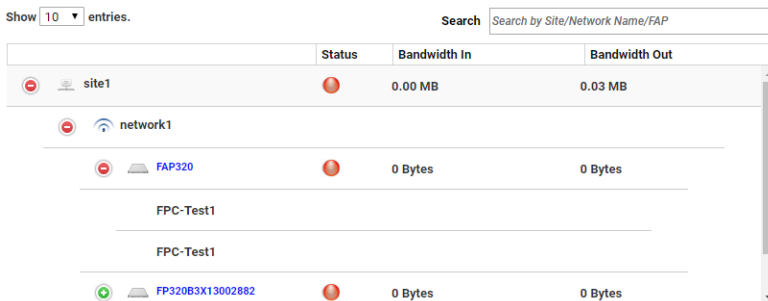 Show 10 entries. Search Search by Site/Network Name/FAP
Status Bandwidth In Bandwidth Out
site1 0.00 MB 0.03 MB
network1
FAP320 0 Bytes 0 Bytes
FPC-Test1
FPC-Test1
FP320B3X13002882 0 Bytes 0 Bytes